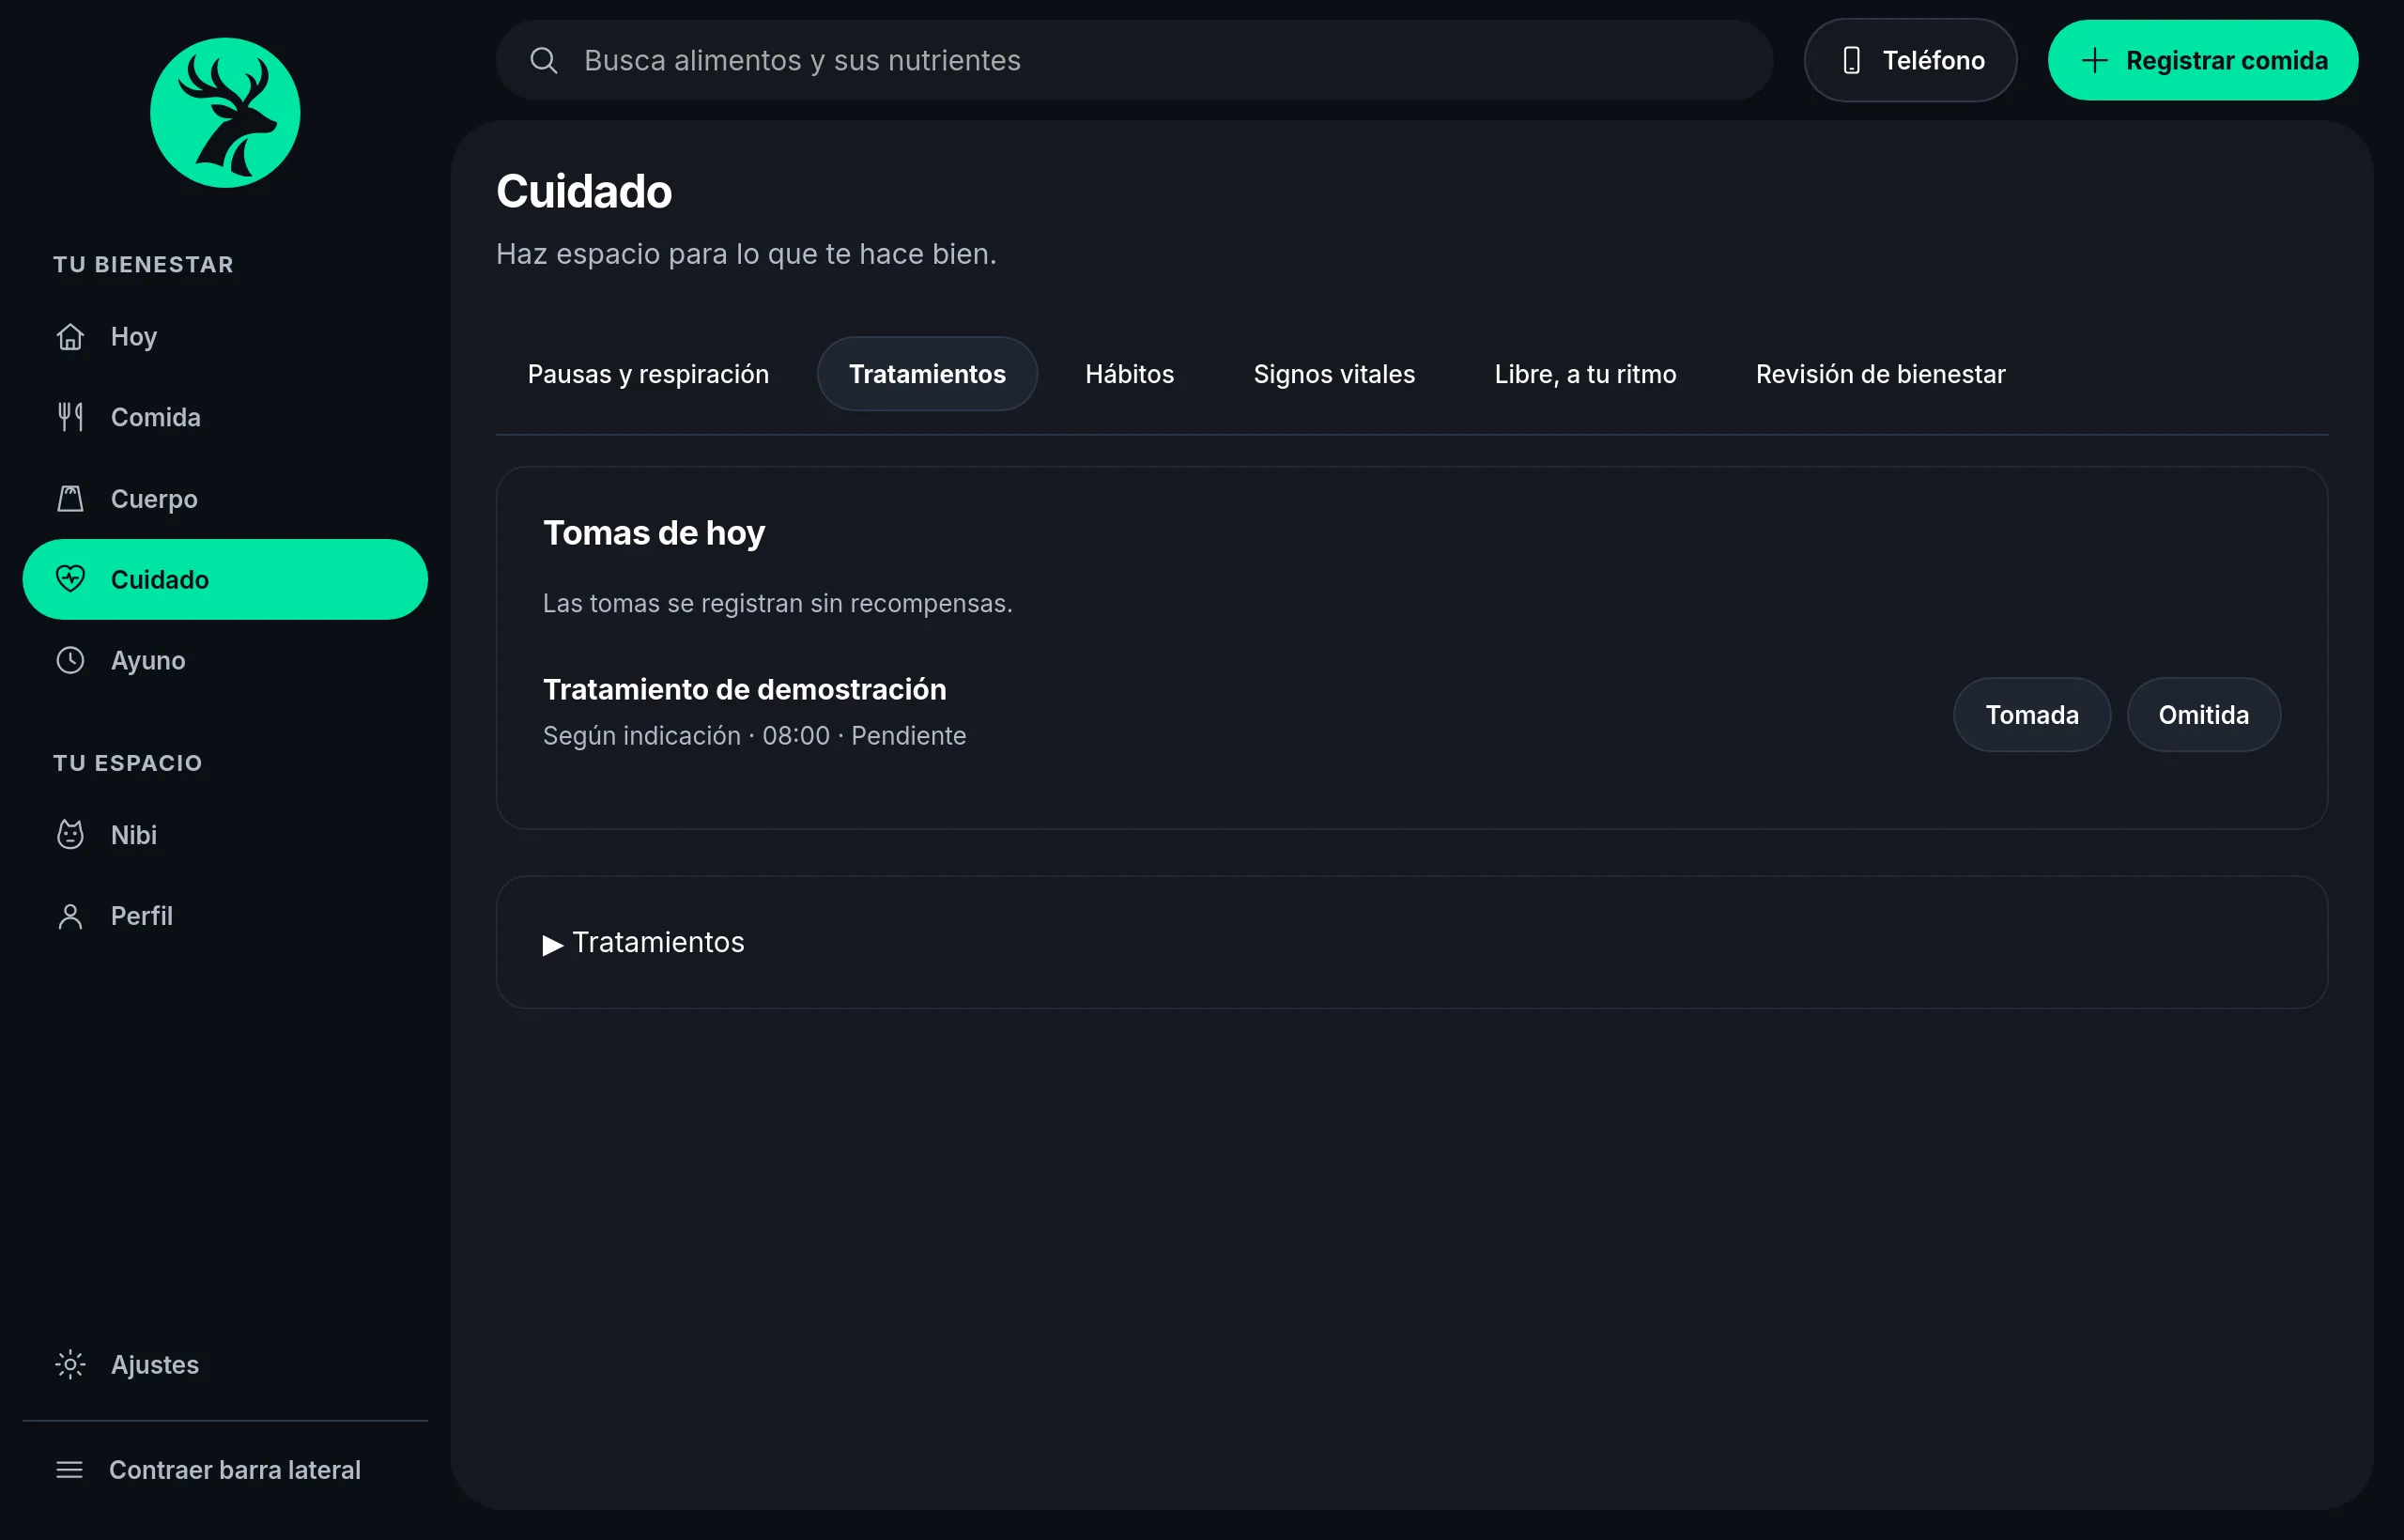 Busca alimentos y sus nutrientes
Teléfono
Registrar comida
TU BIENESTAR
Hoy
Comida
Cuerpo
Cuidado
Ayuno
TU ESPACIO
Nibi
Perfil
Ajustes
Contraer barra lateral
Cuidado
Haz espacio para lo que te hace bien.
Pausas y respiración
Tratamientos
Hábitos
Signos vitales
Libre, a tu ritmo
Revisión de bienestar
Tomas de hoy
Las tomas se registran sin recompensas.
Tratamiento de demostración
Según indicación · 08:00 · Pendiente
Tomada
Omitida
Tratamientos